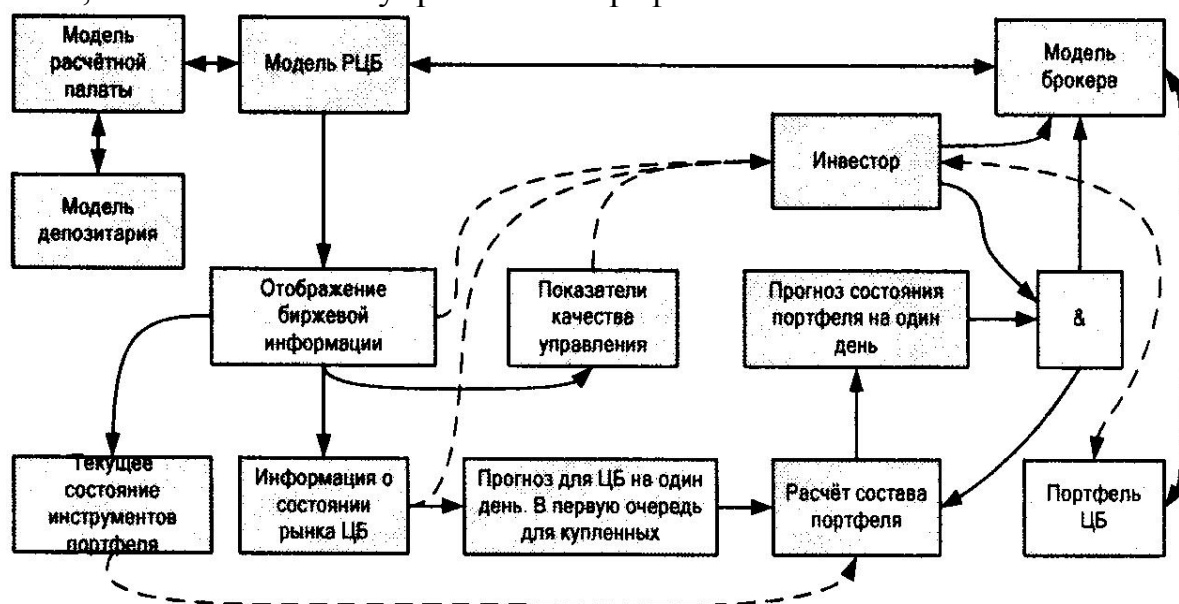 Модель
расчётной
палаты
Модель РЦБ
Модель
брокера
Инвестор
Модель
депозитария
Отображение
биржевой
информации
Показатели
качества
управления
Прогноз состояния
портфеля на один
день
&
Текущее
состояние
инструментов
портфеля
Информация о
состоянии
рынка ЦБ
Прогноз для ЦБ на один
день. В первую очередь
для купленных
Расчёт состава
портфеля
Портфель
ЦБ